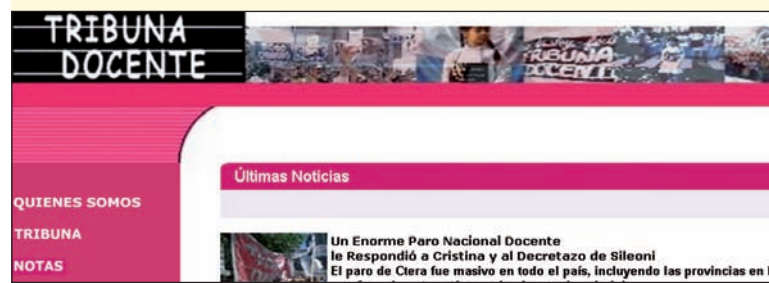 TRIBUNA
DOCENTE
TRIBUNA
DOCENTE
Últimas Noticias
QUIENES SOMOS
TRIBUNA
NOTAS
Un Enorme Paro Nacional Docente
le Respondió a Cristina y al Decretazo de Sileoni
El paro de Ctera fue masivo en todo el país, incluyendo las provincias en